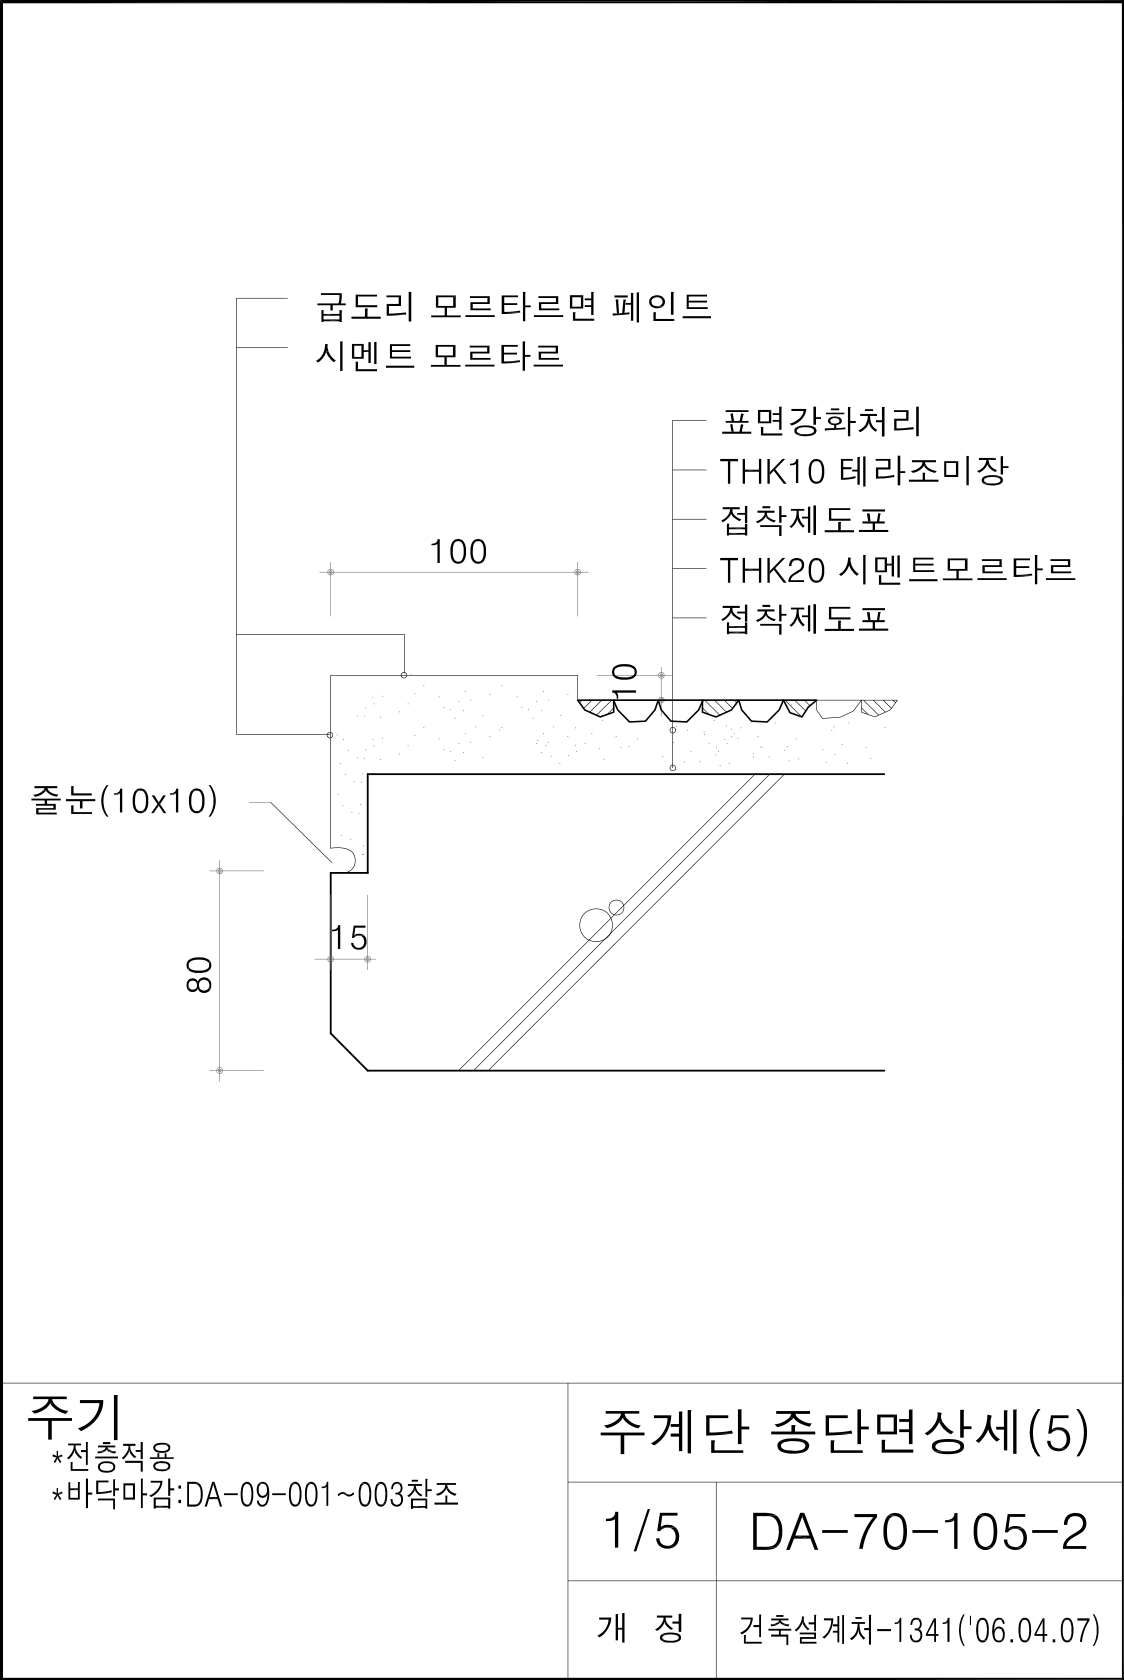 굽도리 모르타르면 페인트
시멘트 모르타르
표면강화처리
THK10 테라조미장
접착제도포
THK20 시멘트모르타르
접착제도포
100
10
줄눈(10x10)
15
80
주기
*전층적용
*바닥마감:DA-09-001~003참조
주계단 종단면상세(5)
1/5
DA-70-105-2
개 정
건축설계처-1341('06.04.07)